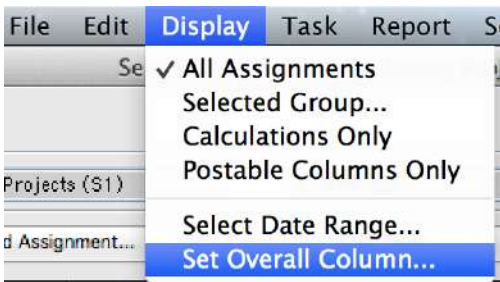 File Edit Display Task Report
Se ✓ All Assignments
Selected Group...
Calculations Only
Postable Columns Only
Projects (S1)
Select Date Range...
d Assignment...
Set Overall Column...